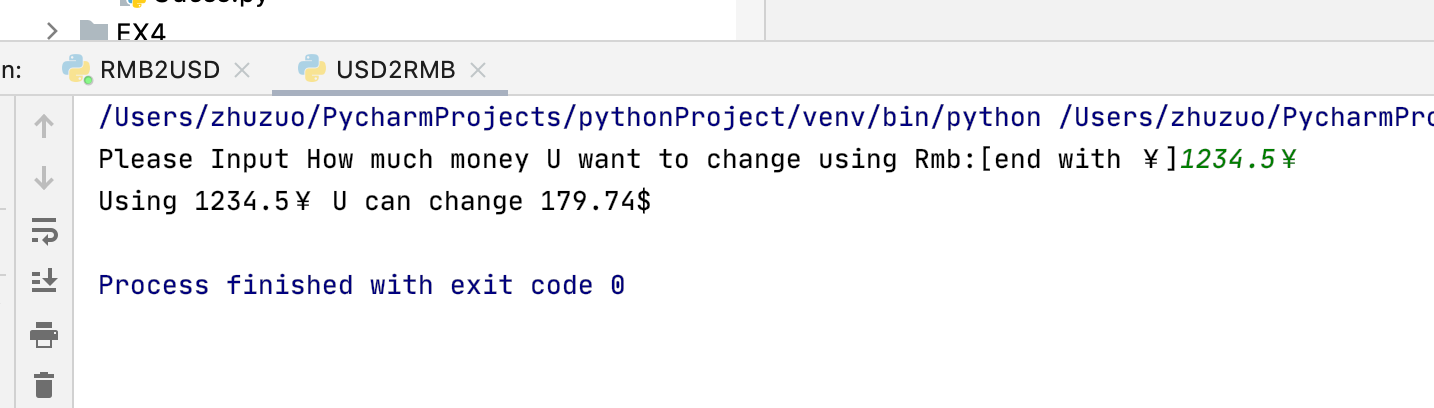 EX4
n: RMB2USD USD2RMB
/Users/zhuzuo/PycharmProjects/pythonProject/venv/bin/python /Users/zhuzuo/PycharmPro
Please Input How much money U want to change using Rmb:[end with ¥]1234.5¥
Using 1234.5¥ U can change 179.74$
Process finished with exit code 0